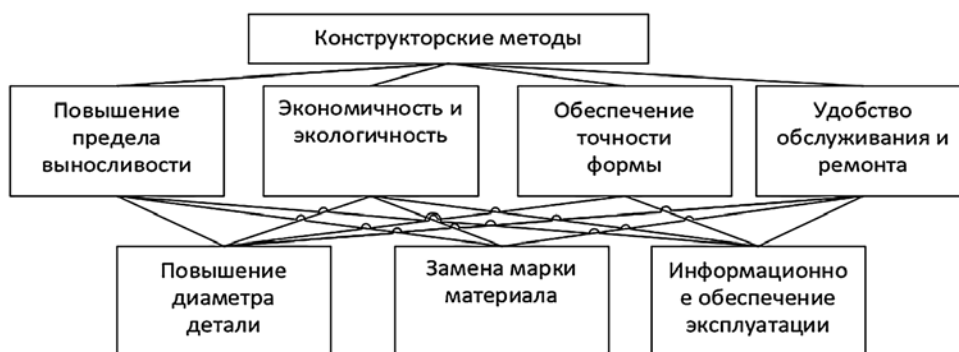 Конструкторские методы
Повышение
предела
выносливости
Экономичность и
экологичность
Обеспечение
точности
формы
Удобство
обслуживания и
ремонта
Повышение
диаметра
детали
Замена марки
материала
Информационно
е обеспечение
эксплуатации